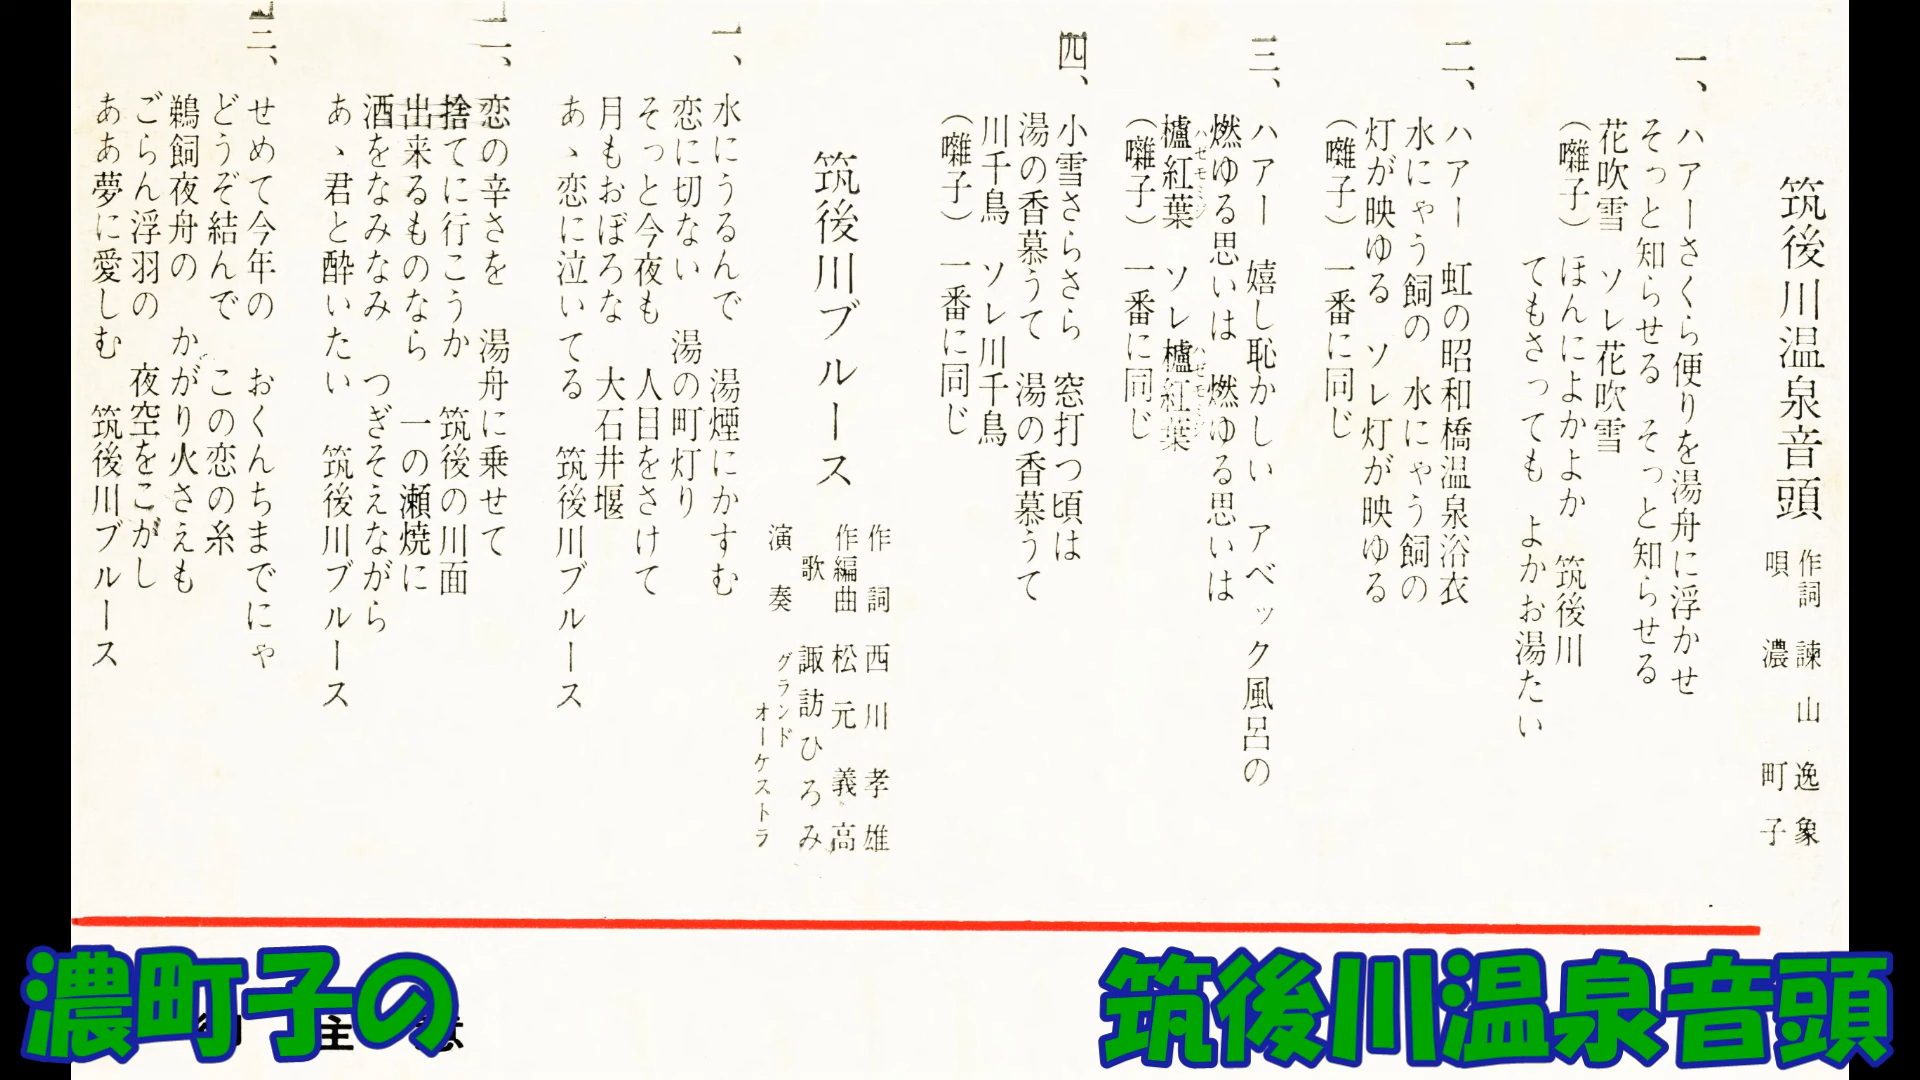 筑後川温泉音頭
作詞 諫山逸象
唄 濃町子
一、
ハアーさくら便りを湯舟に浮かせ
そっと知らせる そっと知らせる
花吹雪 ソレ花吹雪
(囃子) ほんによかよか 筑後川
てもさっても よかお湯たい
二、
ハアー 虹の昭和橋温泉浴衣
水にゃう飼の 水にゃう飼の
灯が映ゆる ソレ灯が映ゆる
(囃子) 一番に同じ
三、
ハアー 嬉し恥かしい アベック風呂の
燃ゆる思いは 燃ゆる思いは
櫨紅葉 ソレ櫨紅葉
ハゼモミジ ハゼモミジ
(囃子) 一番に同じ
四、
小雪さらさら 窓打つ頃は
湯の香慕うて 湯の香慕うて
川千鳥 ソレ川千鳥
(囃子) 一番に同じ
筑後川ブルース
作詞 西川孝雄
作編曲 松元義高
歌 諏訪ひろみ
演奏 グランド
オーケストラ
一、
水にうるんで 湯煙にかすむ
恋に切ない 湯の町灯り
そっと今夜も 人目をさけて
月もおぼろな 大石井堰
あゝ恋に泣いてる 筑後川ブルース
二、
恋の辛さを 湯舟に乗せて
捨てに行こうか 筑後の川面
出来るものなら 一の瀬焼に
酒をなみなみ つぎそえながら
あゝ君と酔いたい 筑後川ブルース
三、
せめて今年の おくんちまでにゃ
どうぞ結んで この恋の糸
鵜飼夜舟の かがり火さえも
ごらん浮羽の 夜空をこがし
ああ夢に愛しむ 筑後川ブルース
濃町子の
筑後川温泉音頭